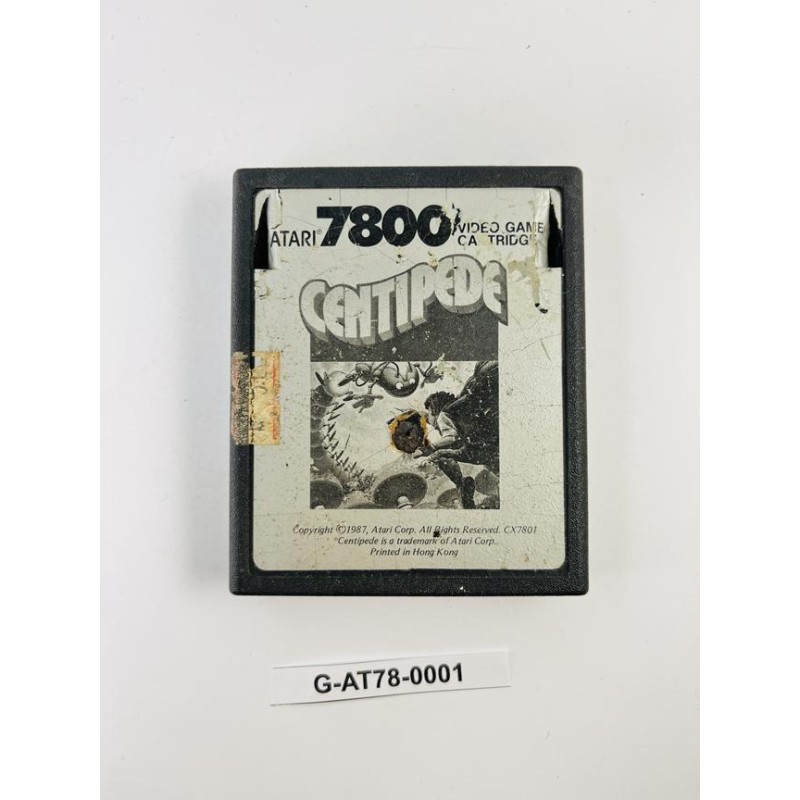 ATARI® 7800 VIDEO GAME
CARTRIDGE
CENTIPEDE
Copyright ©1987, Atari Corp. All Rights Reserved. CX7801
Centipede is a trademark of Atari Corp.
Printed in Hong Kong
G-AT78-0001